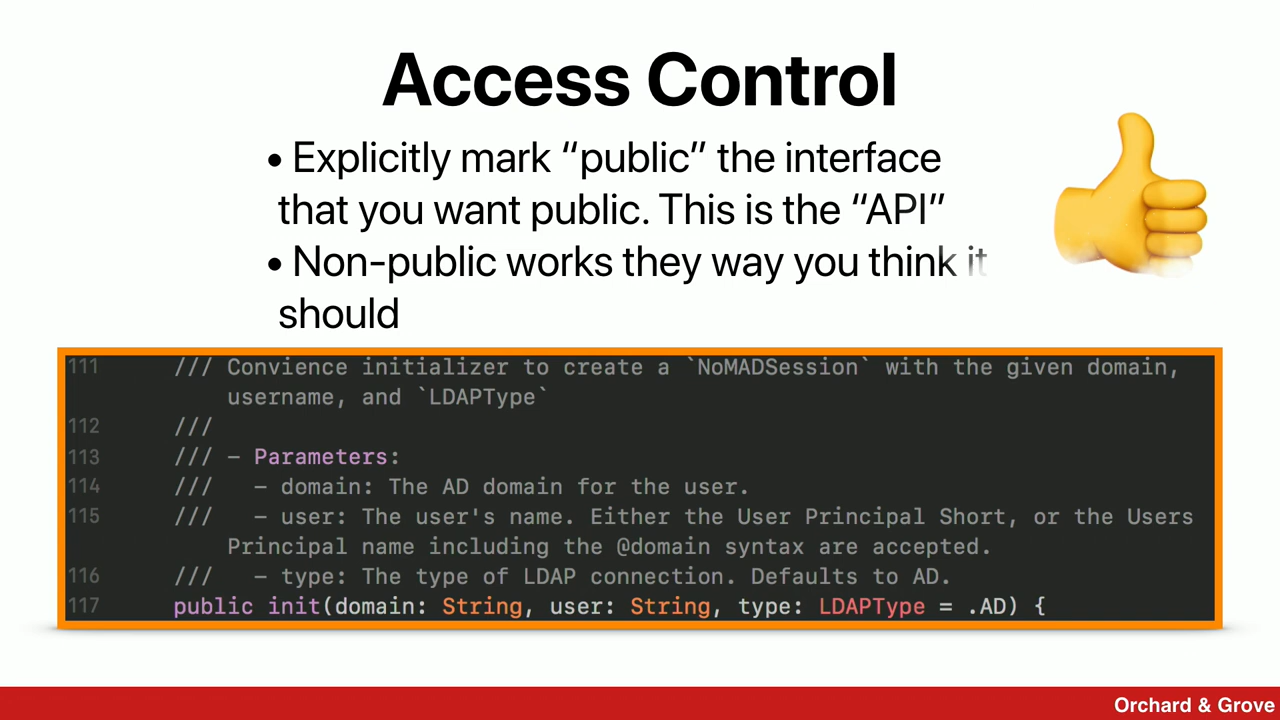 Access Control
• Explicitly mark “public” the interface
that you want public. This is the “API”
• Non-public works they way you think it
should
111 /// Convience initializer to create a `NoMADSession` with the given domain,
username, and `LDAPType`
112 ///
113 /// - Parameters:
114 /// - domain: The AD domain for the user.
115 /// - user: The user's name. Either the User Principal Short, or the Users
Principal name including the @domain syntax are accepted.
116 /// - type: The type of LDAP connection. Defaults to AD.
117 public init(domain: String, user: String, type: LDAPType = .AD) {
Orchard & Grove